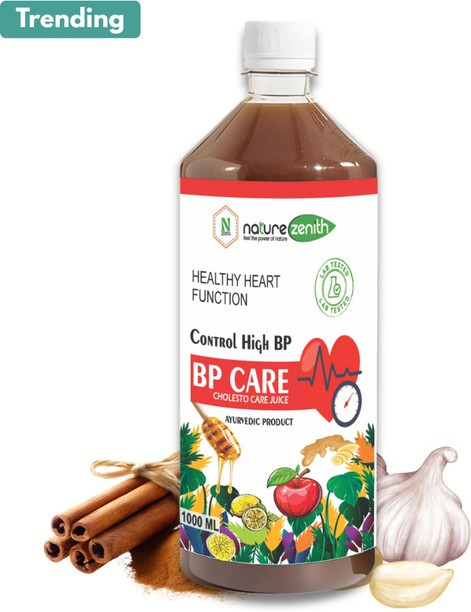 Trending
N
nature zenith
feel the power of nature
HEALTHY HEART
FUNCTION
LAB TESTED
LAB TESTED
Control High BP
BP CARE
CHOLESTO CARE JUICE
AYURVEDIC PRODUCT
1000 ML